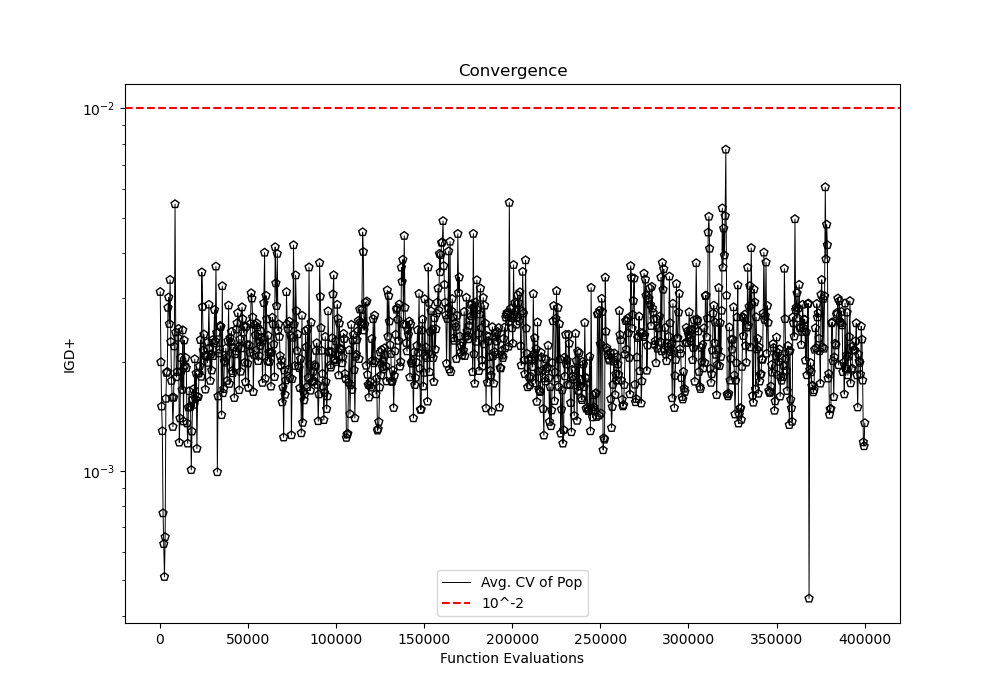 Convergence
10^-2
10^-3
IGD+
Avg. CV of Pop
10^-2
0 50000 100000 150000 200000 250000 300000 350000 400000
Function Evaluations